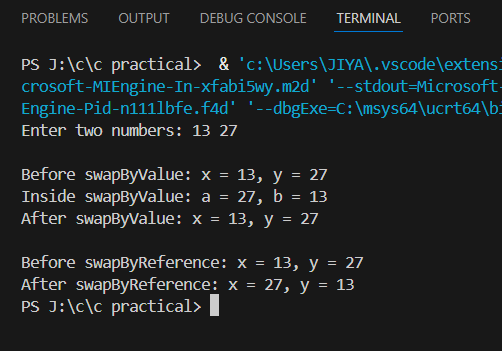 PROBLEMS OUTPUT DEBUG CONSOLE TERMINAL PORTS
PS J:\c\c practical>  & 'c:\Users\JIYA\.vscode\extensi
crosoft-MIEngine-In-xfabi5wy.m2d' '--stdout=Microsoft-
Engine-Pid-n111lbfe.f4d' '--dbgExe=C:\msys64\ucrt64\bi
Enter two numbers: 13 27
Before swapByValue: x = 13, y = 27
Inside swapByValue: a = 27, b = 13
After swapByValue: x = 13, y = 27
Before swapByReference: x = 13, y = 27
After swapByReference: x = 27, y = 13
PS J:\c\c practical>